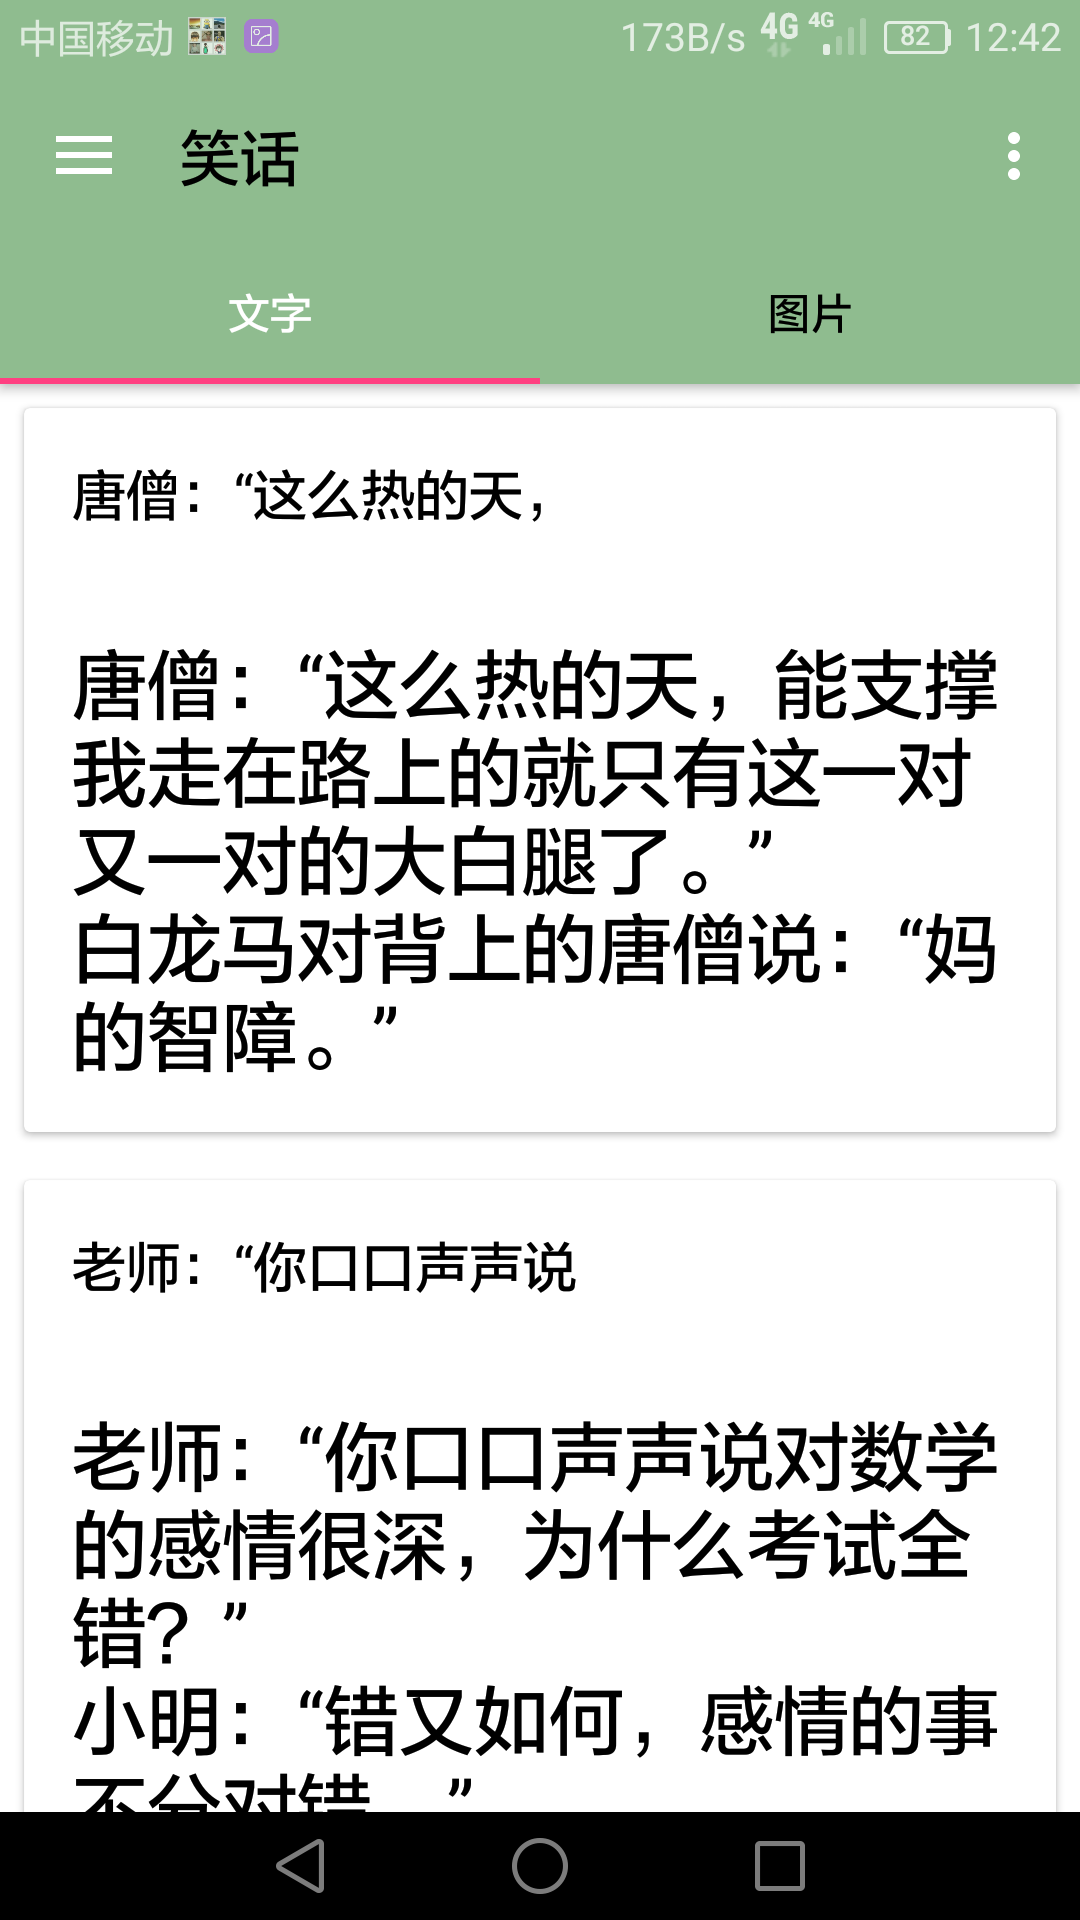 中国移动 173B/s 4G 4G 82 12:42
笑话
文字 图片
唐僧：“这么热的天，
唐僧：“这么热的天，能支撑
我走在路上的就只有这一对
又一对的大白腿了。”
白龙马对背上的唐僧说：“妈
的智障。”
老师：“你口口声声说
老师：“你口口声声说对数学
的感情很深，为什么考试全
错？”
小明：“错又如何，感情的事
不分对错。”